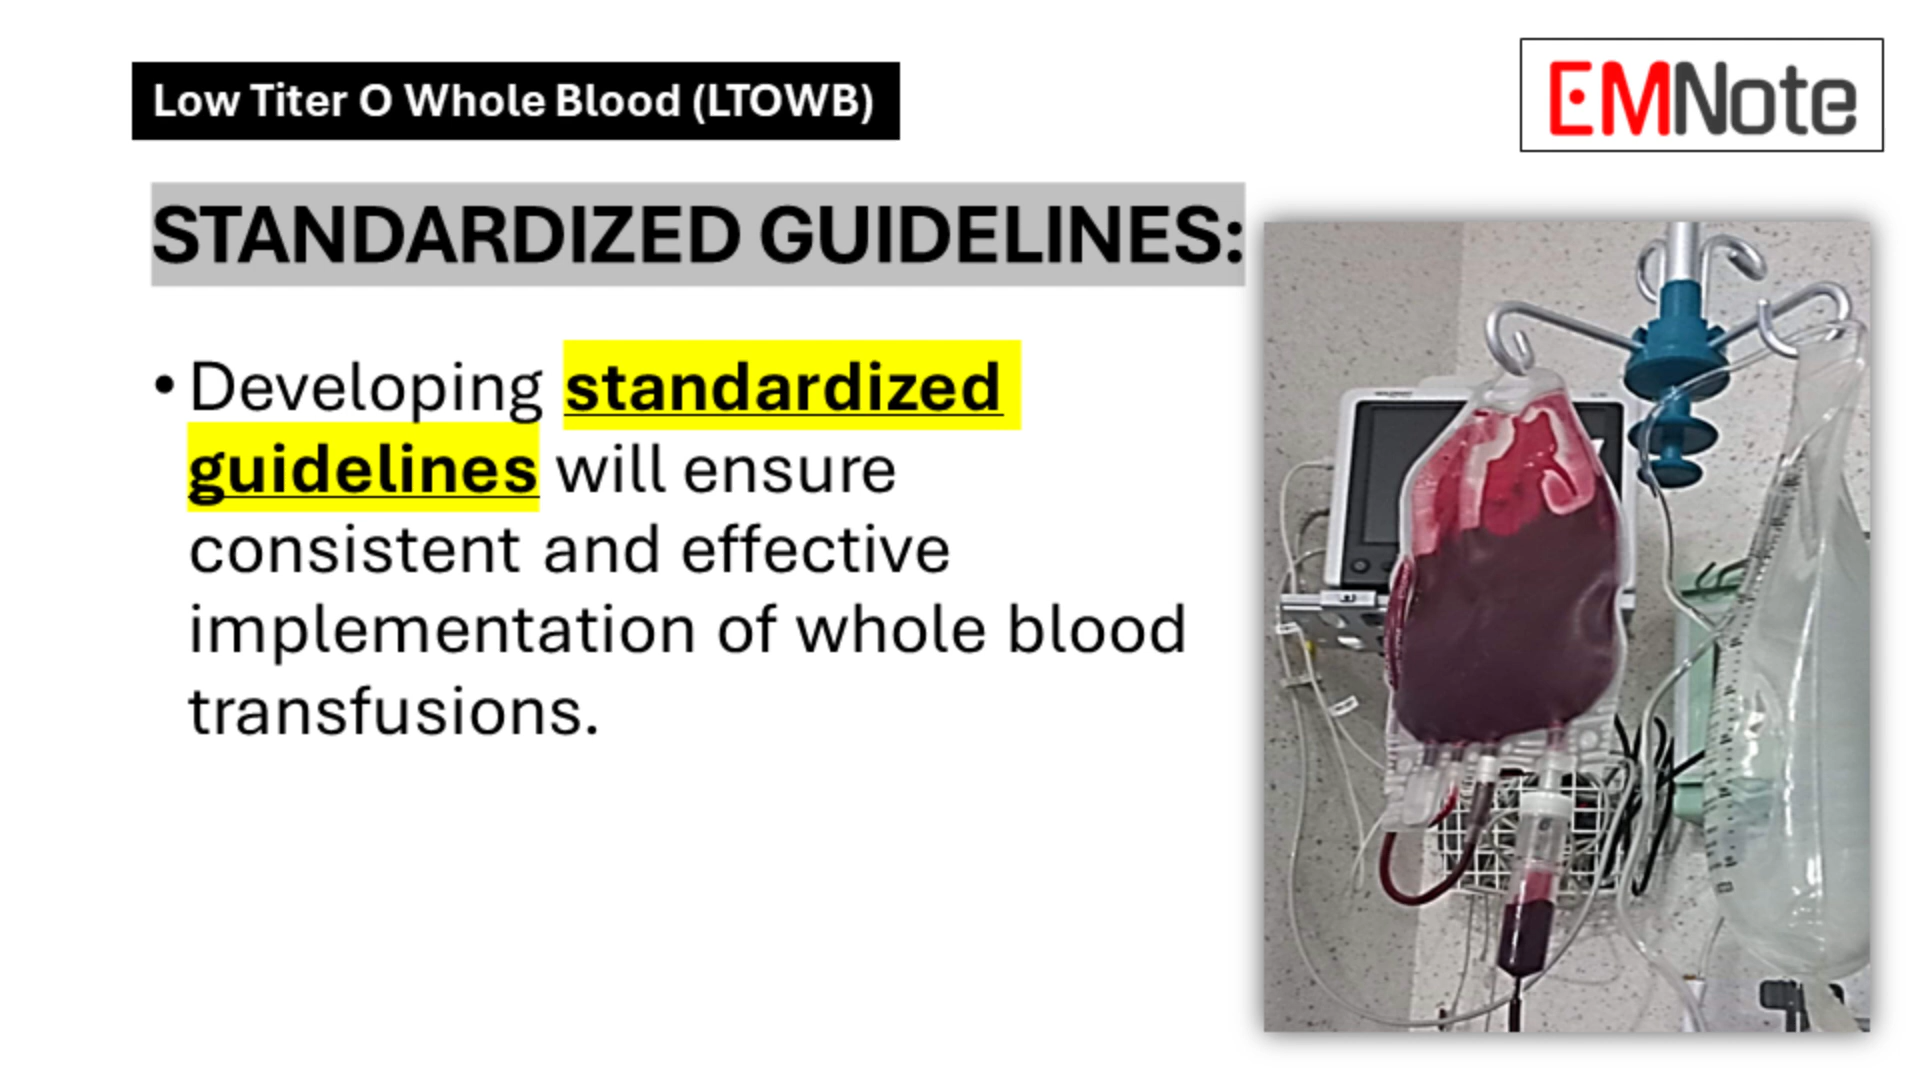 Low Titer O Whole Blood (LTOWB)
EMNote
STANDARDIZED GUIDELINES:
• Developing standardized
guidelines will ensure
consistent and effective
implementation of whole blood
transfusions.